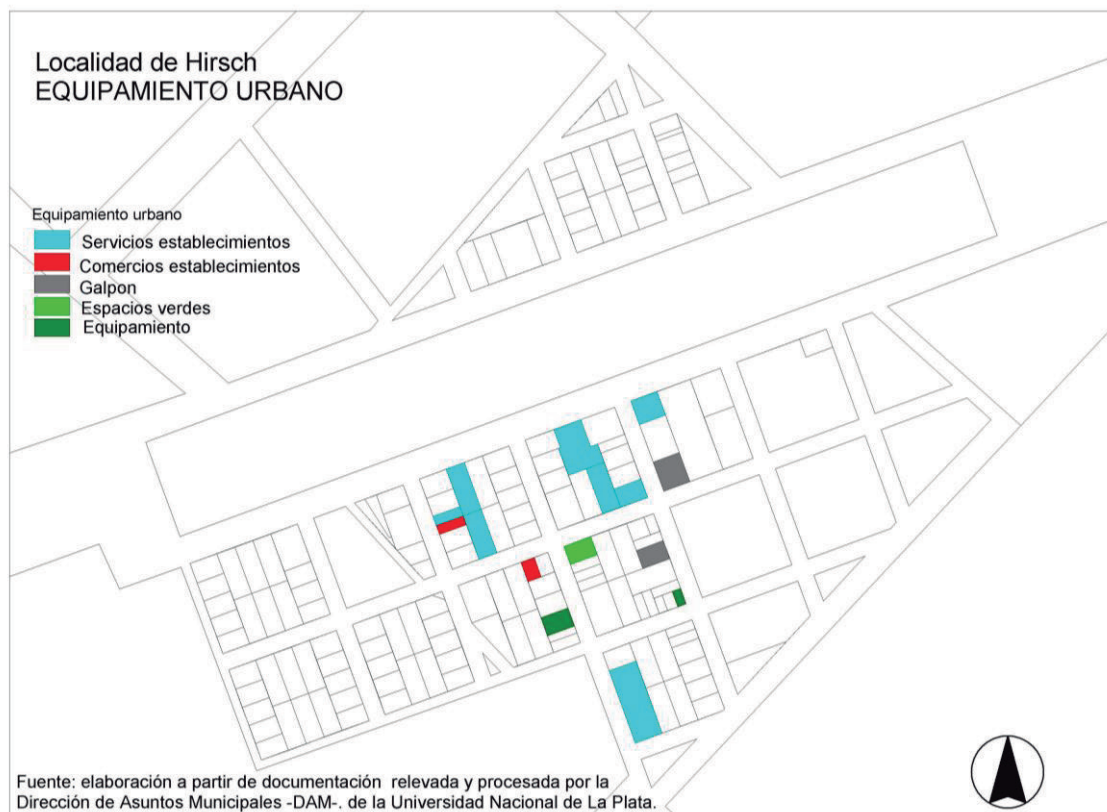 Localidad de Hirsch
EQUIPAMIENTO URBANO
Equipamiento urbano
Servicios establecimientos
Comercios establecimientos
Galpon
Espacios verdes
Equipamiento
Fuente: elaboración a partir de documentación relevada y procesada por la
Dirección de Asuntos Municipales -DAM-. de la Universidad Nacional de La Plata.